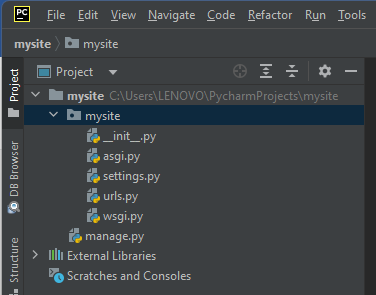 PC File Edit View Navigate Code Refactor Run Tools
mysite mysite
Project
mysite C:\Users\LENOVO\PycharmProjects\mysite
mysite
__init__.py
asgi.py
settings.py
urls.py
wsgi.py
manage.py
External Libraries
Scratches and Consoles
Project
DB Browser
Structure